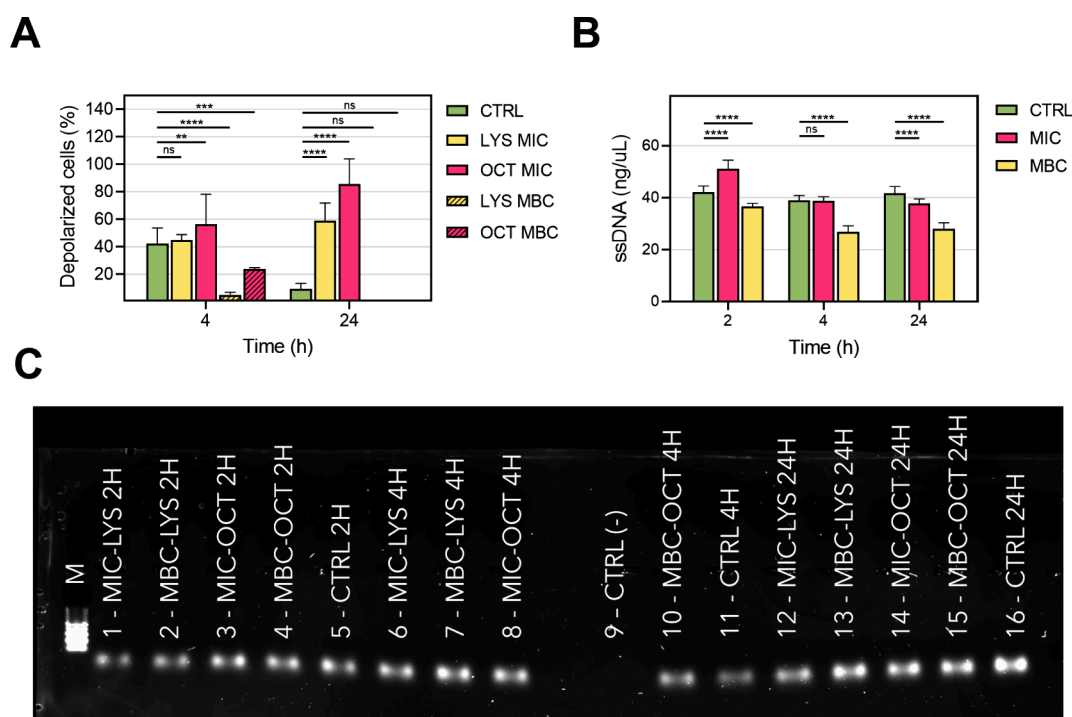 A
Depolarized cells (%)
140
120
100
80
60
40
20
ns
**
****
***
****
****
ns
ns
4
24
Time (h)
CTRL
LYS MIC
OCT MIC
LYS MBC
OCT MBC
B
ssDNA (ng/uL)
60
40
20
0
****
****
****
ns
****
****
2
4
24
Time (h)
CTRL
MIC
MBC
C
M
1 - MIC-LYS 2H
2 - MBC-LYS 2H
3 - MIC-OCT 2H
4 - MBC-OCT 2H
5 - CTRL 2H
6 - MIC-LYS 4H
7 - MBC-LYS 4H
8 - MIC-OCT 4H
9 – CTRL (-)
10 - MBC-OCT 4H
11 - CTRL 4H
12 - MIC-LYS 24H
13 - MBC-LYS 24H
14 - MIC-OCT 24H
15 - MBC-OCT 24H
16 - CTRL 24H